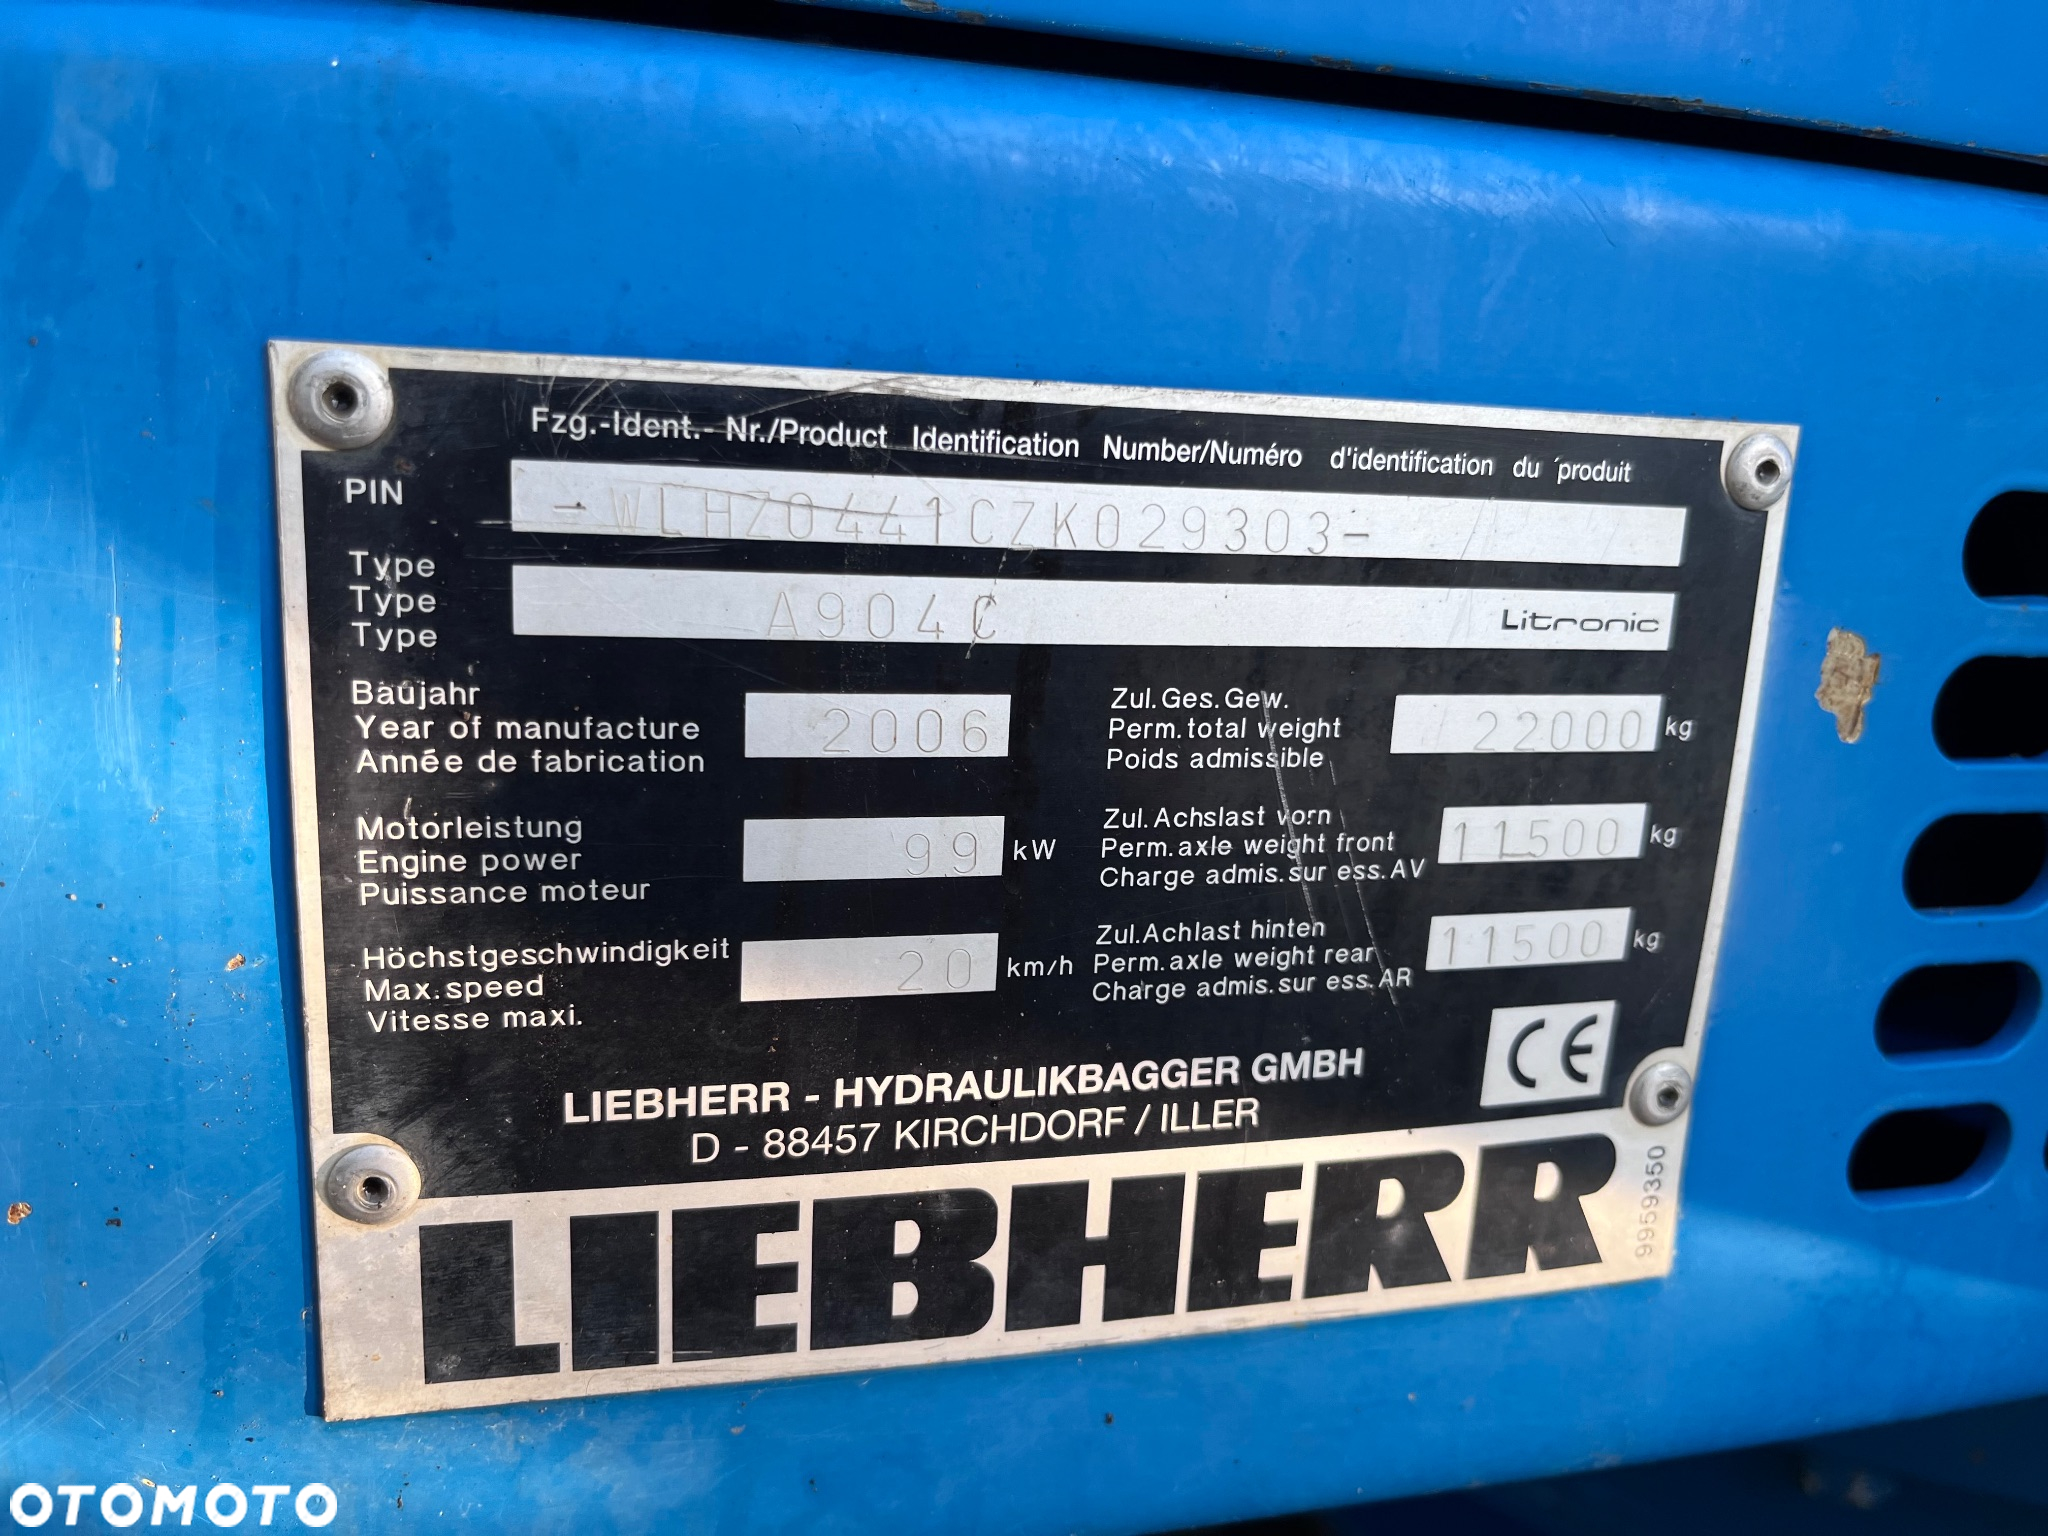 Fzg.-Ident.- Nr./Product Identification Number/Numéro d'identification du produit
PIN -WLHZ0441CZK029303-
Type
Type A904C Litronic
Type
Baujahr
Year of manufacture 2006
Année de fabrication
Zul.Ges.Gew.
Perm.total weight 22000 kg
Poids admissible
Motorleistung
Engine power 99 kW
Puissance moteur
Zul.Achslast vorn
Perm.axle weight front 11500 kg
Charge admis.sur ess.AV
Höchstgeschwindigkeit
Max.speed 20 km/h
Vitesse maxi.
Zul.Achlast hinten
Perm.axle weight rear 11500 kg
Charge admis.sur ess.AR
CE
LIEBHERR - HYDRAULIKBAGGER GMBH
D - 88457 KIRCHDORF / ILLER
LIEBHERR
9959350
OTOMOTO